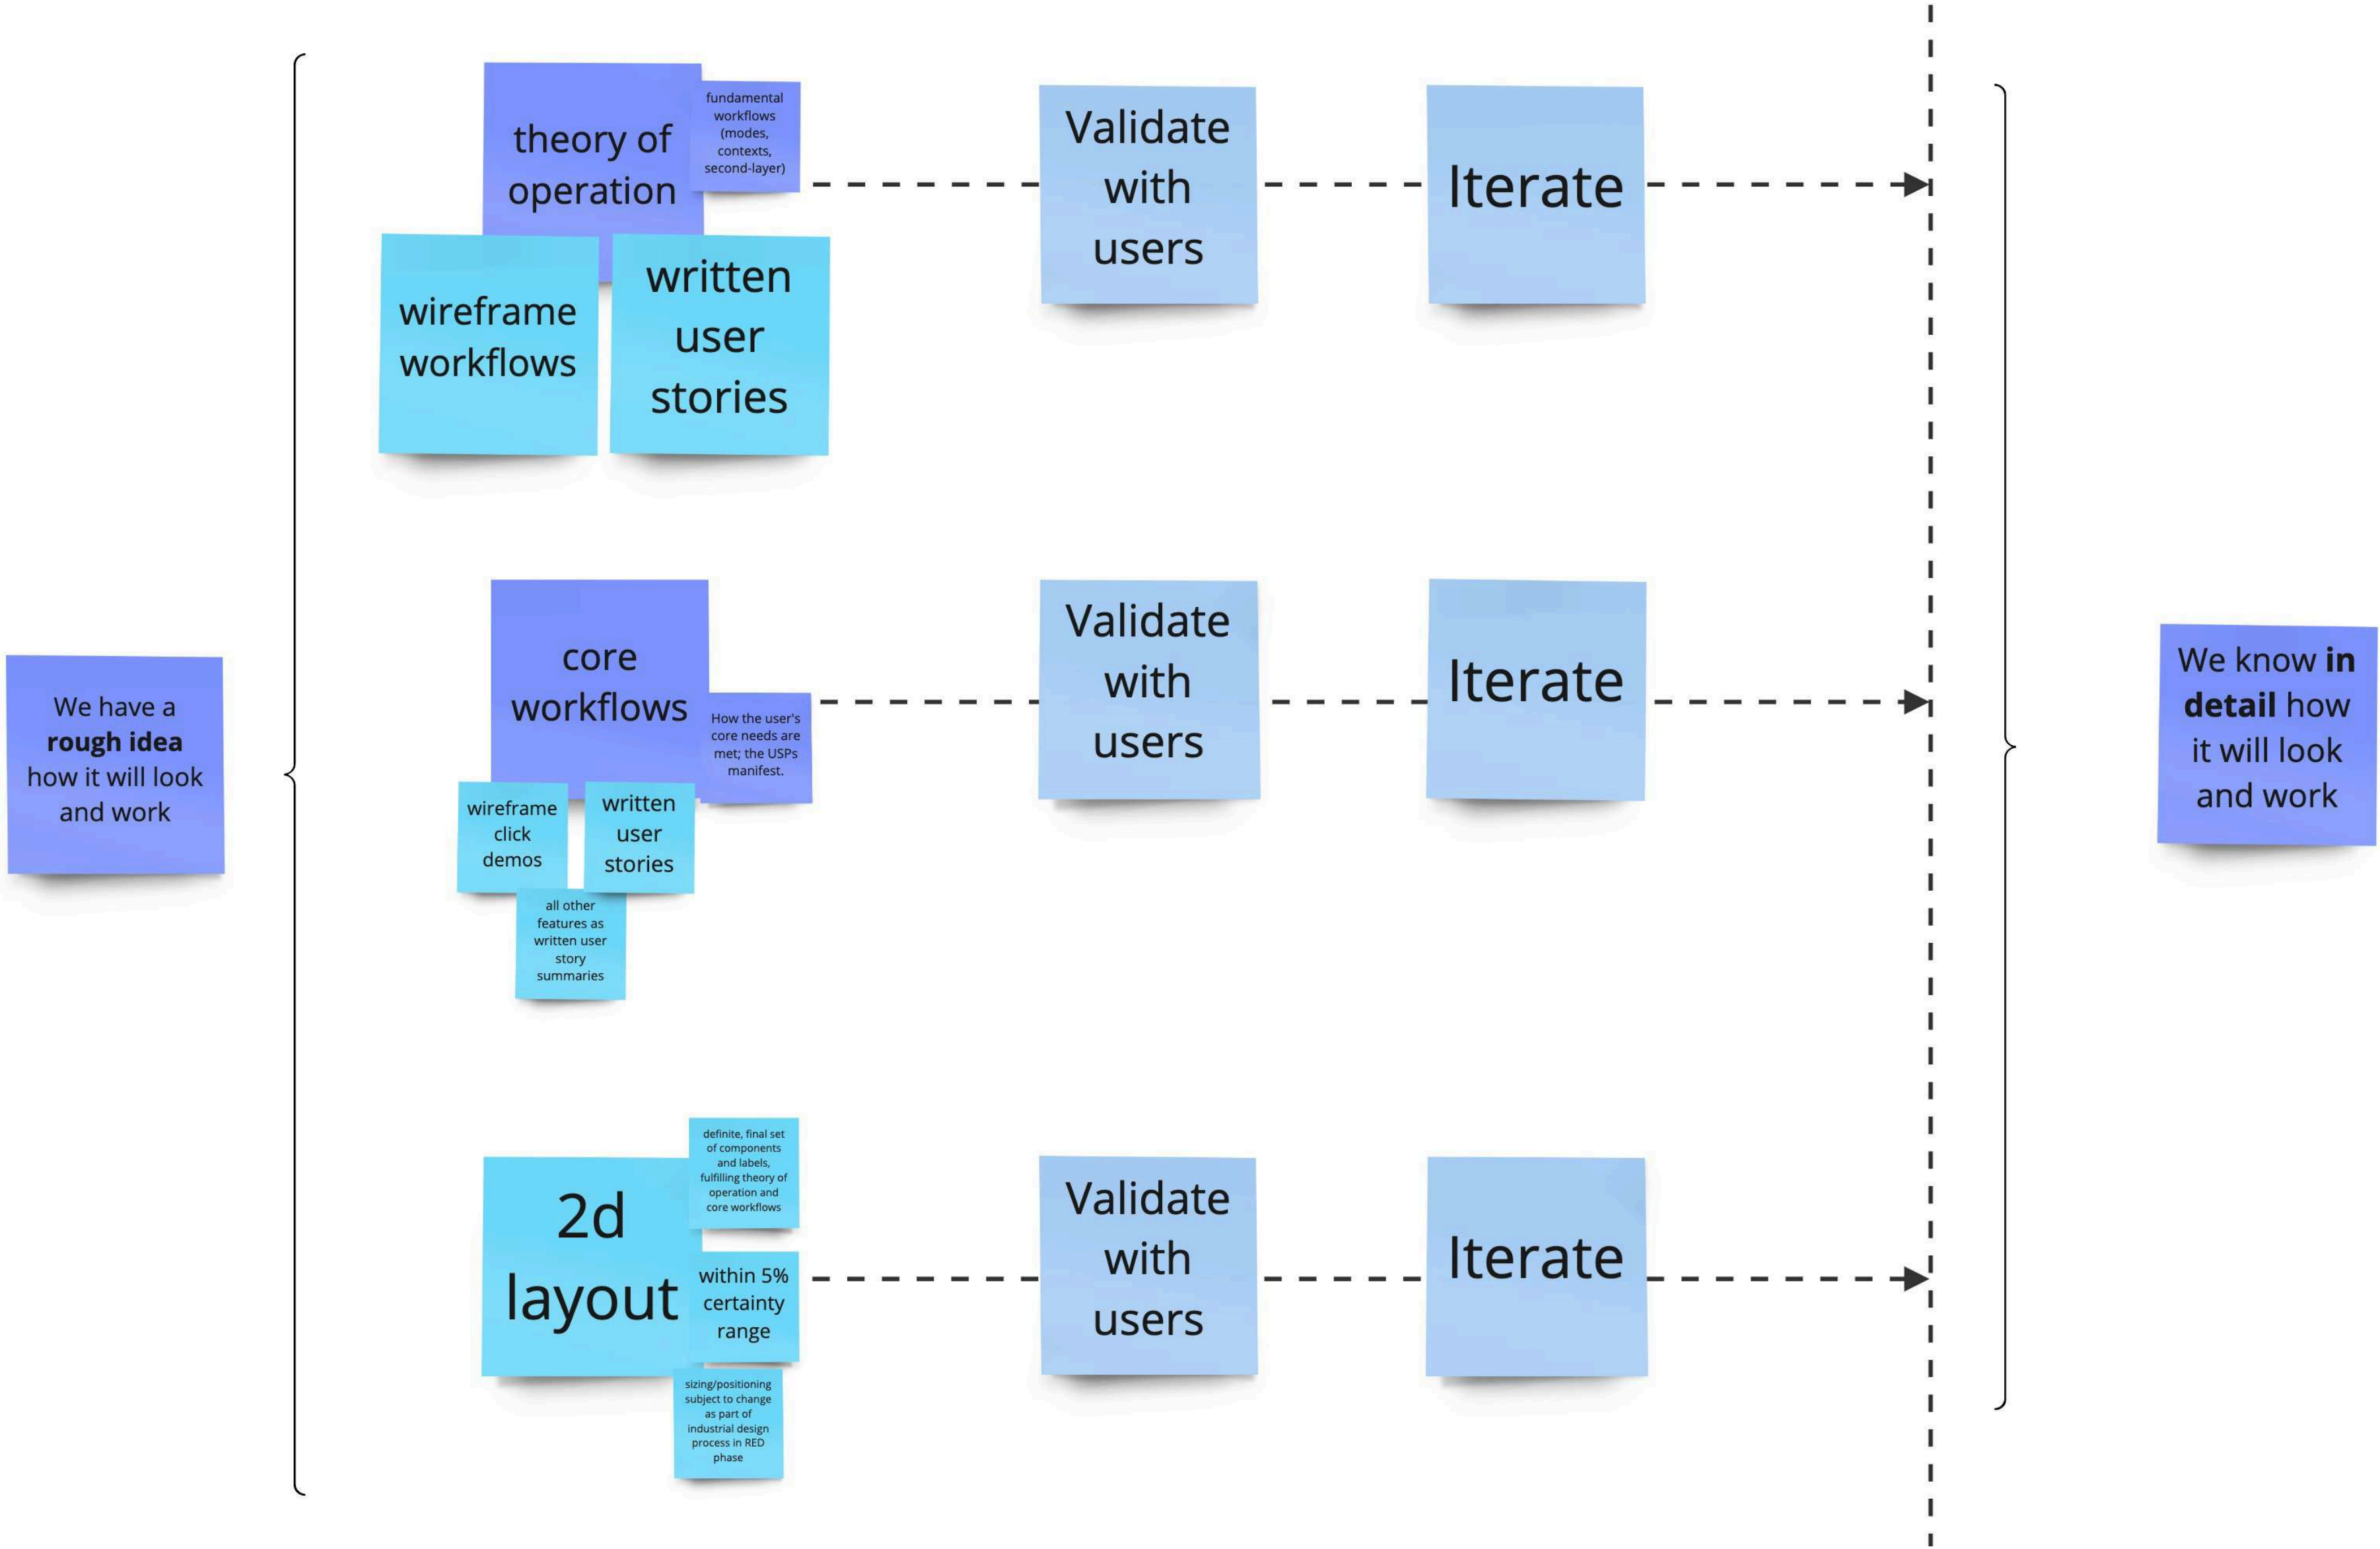 We have a
rough idea
how it will look
and work
theory of
operation
fundamental
workflows
(modes,
contexts,
second-layer)
wireframe
workflows
written
user
stories
Validate
with
users
Iterate
core
workflows
How the user's
core needs are
met; the USPs
manifest.
wireframe
click
demos
written
user
stories
all other
features as
written user
story
summaries
Validate
with
users
Iterate
2d
layout
definite, final set
of components
and labels,
fulfilling theory of
operation and
core workflows
within 5%
certainty
range
sizing/positioning
subject to change
as part of
industrial design
process in RED
phase
Validate
with
users
Iterate
We know in
detail how
it will look
and work